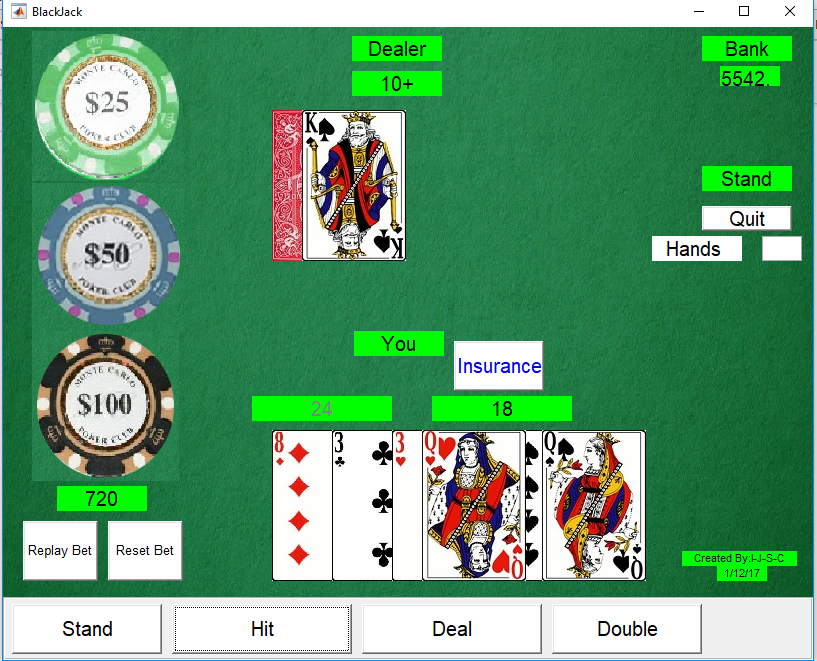 BlackJack
Dealer
10+
Bank
5542.
MONTE CARLO
$25
POKER CLUB
K
K
Stand
Quit
Hands
MONTE CARLO
$50
POKER CLUB
You
Insurance
MONTE CARLO
$100
POKER CLUB
24
18
8
3
3
Q
Q
Q
Q
720
Replay Bet
Reset Bet
Created By:I-J-S-C
1/12/17
Stand
Hit
Deal
Double